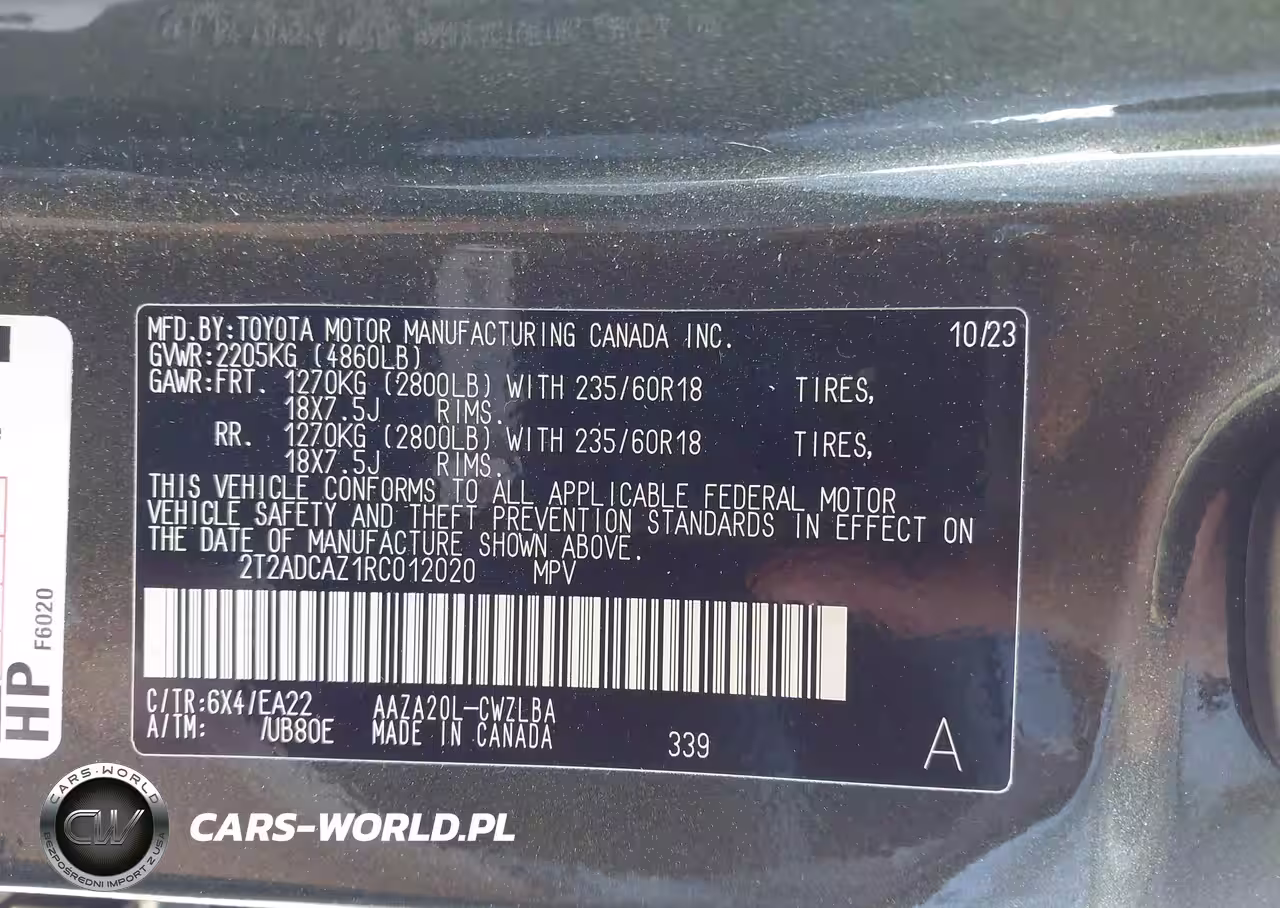 MFD.BY:TOYOTA MOTOR MANUFACTURING CANADA INC. 10/23
GVWR:2205KG (4860LB)
GAWR:FRT. 1270KG (2800LB) WITH 235/60R18 TIRES,
18X7.5J RIMS.
RR. 1270KG (2800LB) WITH 235/60R18 TIRES,
18X7.5J RIMS.
THIS VEHICLE CONFORMS TO ALL APPLICABLE FEDERAL MOTOR
VEHICLE SAFETY AND THEFT PREVENTION STANDARDS IN EFFECT ON
THE DATE OF MANUFACTURE SHOWN ABOVE.
2T2ADCAZ1RC012020 MPV
C/TR:6X4/EA22 AAZA20L-CWZLBA
A/TM: /UB80E MADE IN CANADA 339 A
HP F6020
CARS-WORLD
CW
BEZPOŚREDNI IMPORT Z USA
CARS-WORLD.PL